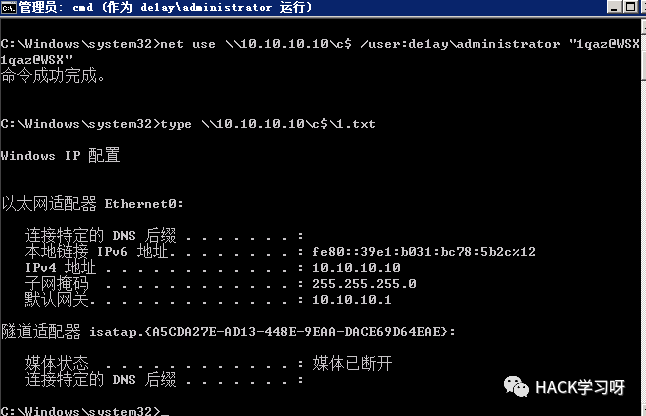 管理员: cmd (作为 delay\administrator 运行)
C:\Windows\system32>net use \\10.10.10.10\c$ /user:de1ay\administrator "1qaz@WSX
1qaz@WSX"
命令成功完成。
C:\Windows\system32>type \\10.10.10.10\c$\1.txt
Windows IP 配置
以太网适配器 Ethernet0:
连接特定的 DNS 后缀 . . . . . . . :
本地链接 IPv6 地址. . . . . . . . : fe80::39e1:b031:bc78:5b2c%12
IPv4 地址 . . . . . . . . . . . . : 10.10.10.10
子网掩码 . . . . . . . . . . . . : 255.255.255.0
默认网关. . . . . . . . . . . . . : 10.10.10.1
隧道适配器 isatap.{A5CDA27E-AD13-448E-9EAA-DACE69D64EAE}:
媒体状态 . . . . . . . . . . . . : 媒体已断开
连接特定的 DNS 后缀 . . . . . . . :
C:\Windows\system32>_
HACK学习呀